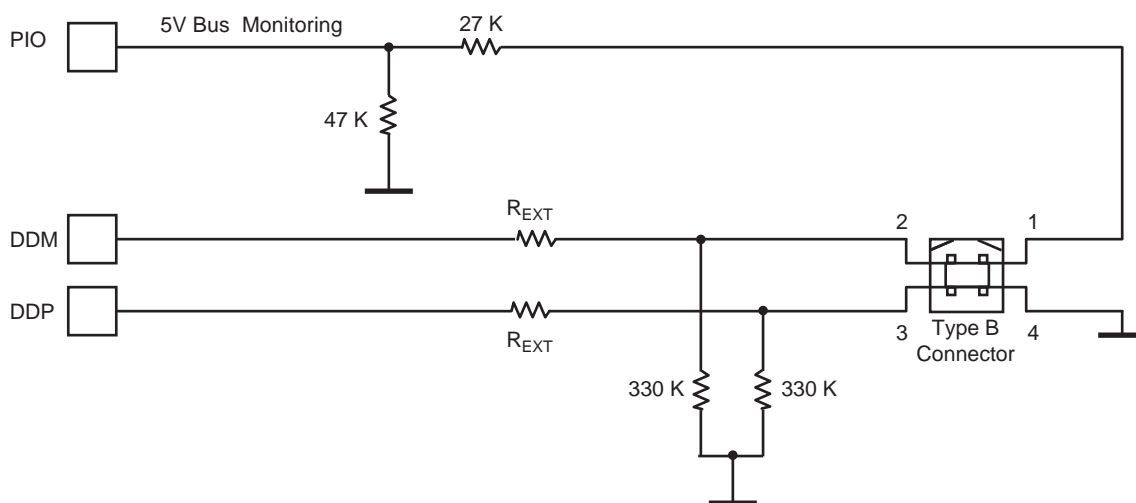 PIO
5V Bus Monitoring
27 K
47 K
R_EXT
2
1
DDM
DDP
R_EXT
3
Type B
Connector
4
330 K
330 K